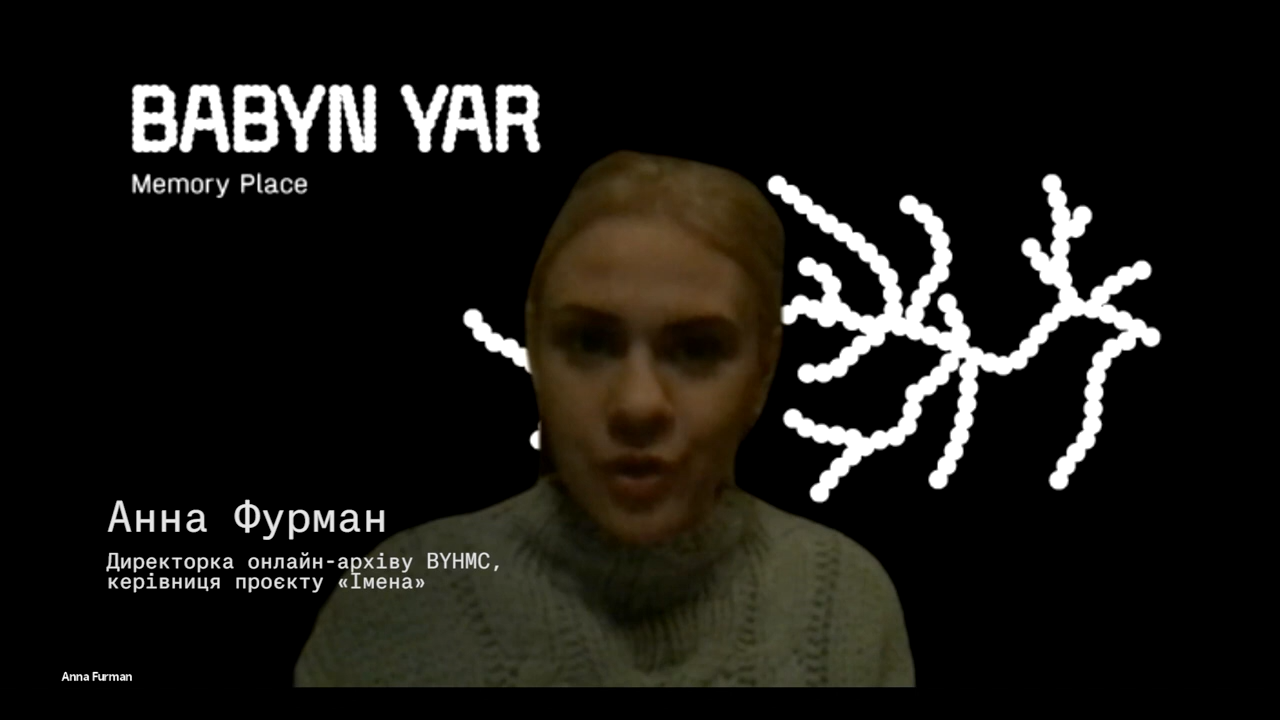 BABYN YAR
Memory Place
Анна Фурман
Директорка онлайн-архіву BYHMC,
керівниця проєкту «Імена»
Anna Furman